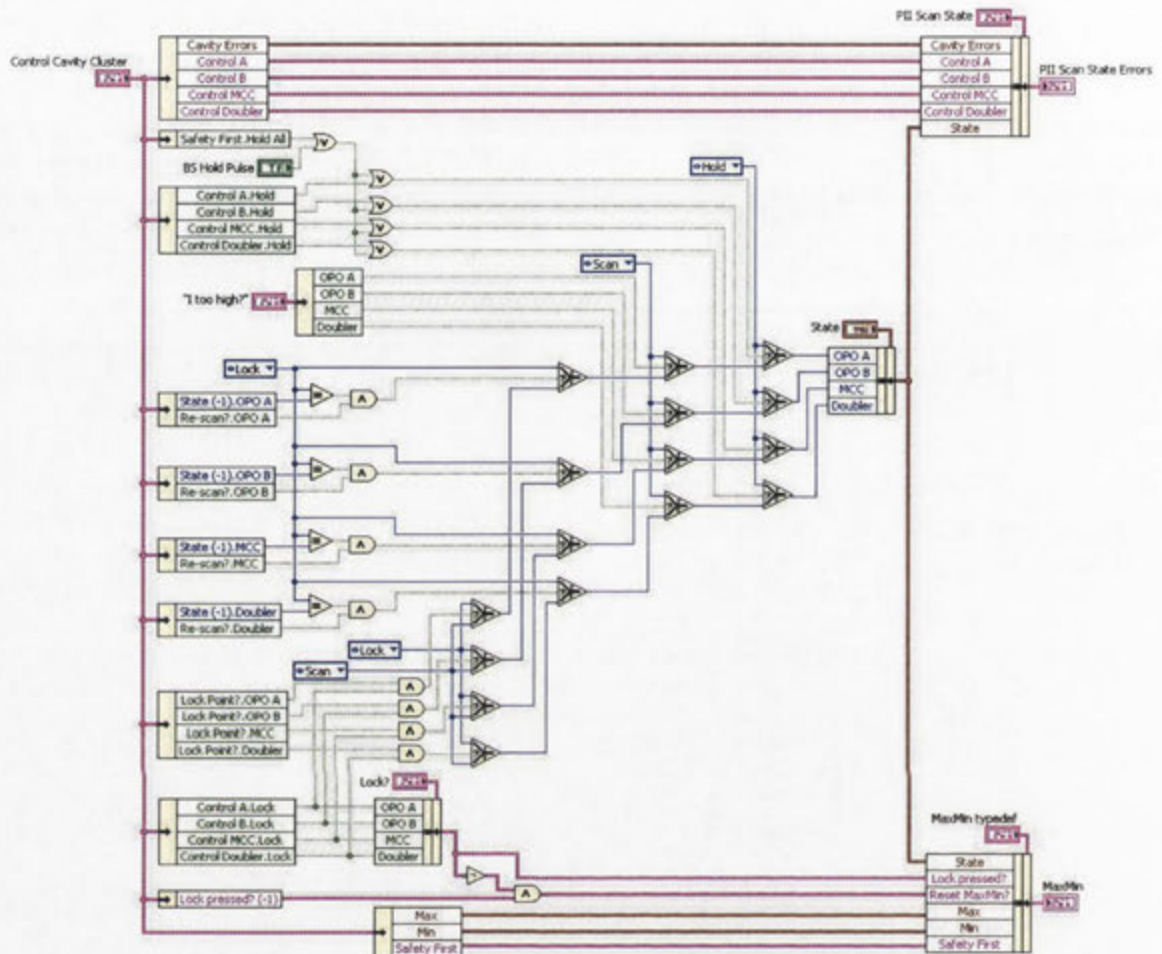 PII Scan State
Cavity Errors
Control A
Control B
Control MCC
Control Doubler
Control Cavity Cluster
Cavity Errors
Control A
Control B
Control MCC
Control Doubler
State
PII Scan State Errors
Safety First.Hold All
BS Hold Pulse
TF
Hold
Control A.Hold
Control B.Hold
Control MCC.Hold
Control Doubler.Hold
Scan
"I too high?"
OPO A
OPO B
MCC
Doubler
State
OPO A
OPO B
MCC
Doubler
Lock
State (-1).OPO A
Re-scan?.OPO A
State (-1).OPO B
Re-scan?.OPO B
State (-1).MCC
Re-scan?.MCC
State (-1).Doubler
Re-scan?.Doubler
Lock
Scan
Lock Point?.OPO A
Lock Point?.OPO B
Lock Point?.MCC
Lock Point?.Doubler
Lock?
Control A.Lock
Control B.Lock
Control MCC.Lock
Control Doubler.Lock
OPO A
OPO B
MCC
Doubler
MaxMin typedef
State
Lock pressed?
Reset MaxMin?
Max
Min
Safety First
MaxMin
Lock pressed? (-1)
Max
Min
Safety First